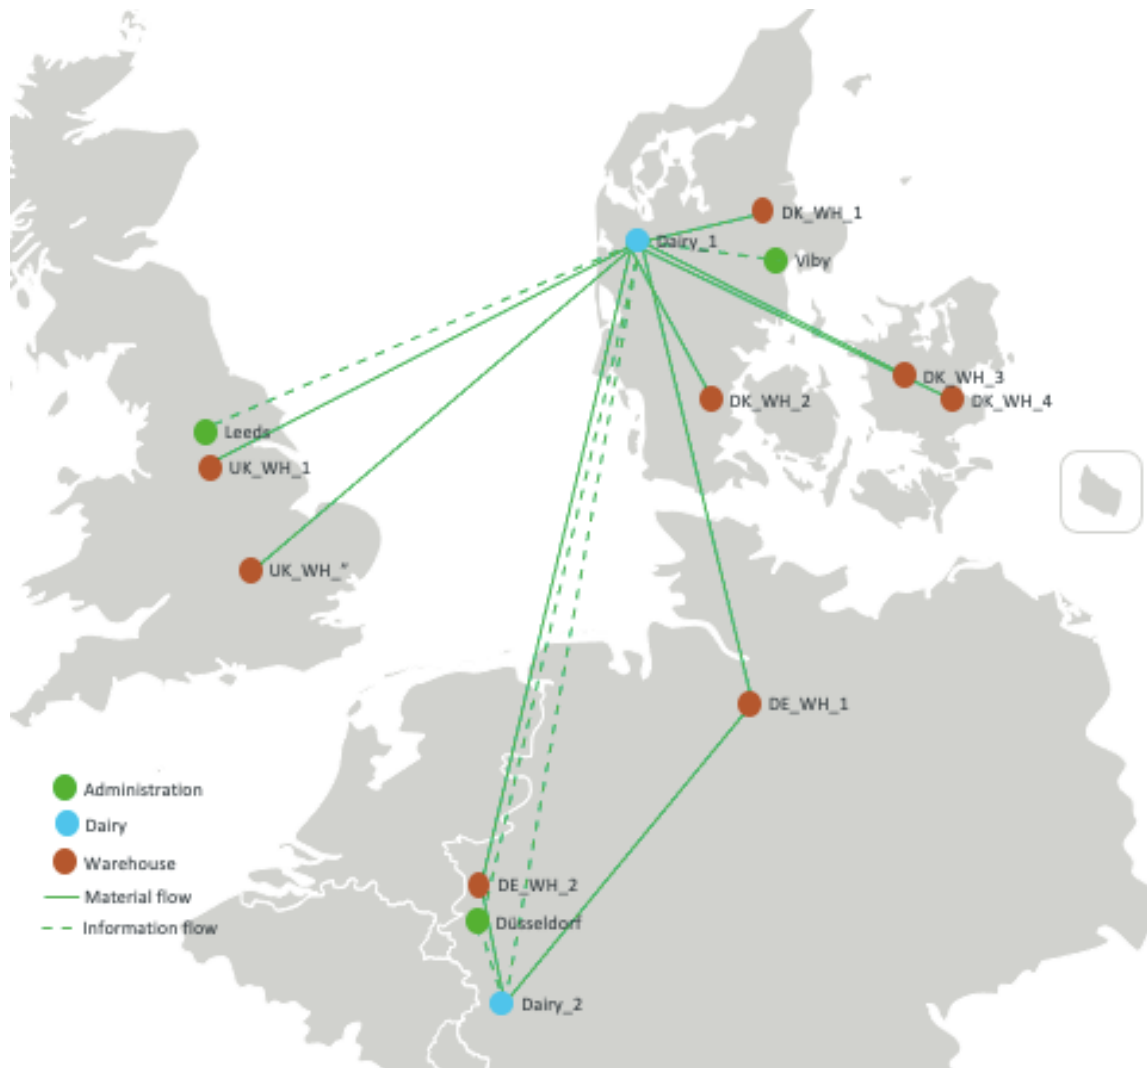 DK_WH_1
Dairy_1
Viby
DK_WH_3
DK_WH_2
DK_WH_4
Leeds
UK_WH_1
UK_WH_"
DE_WH_1
Administration
Dairy
Warehouse
Material flow
Information flow
DE_WH_2
Düsseldorf
Dairy_2